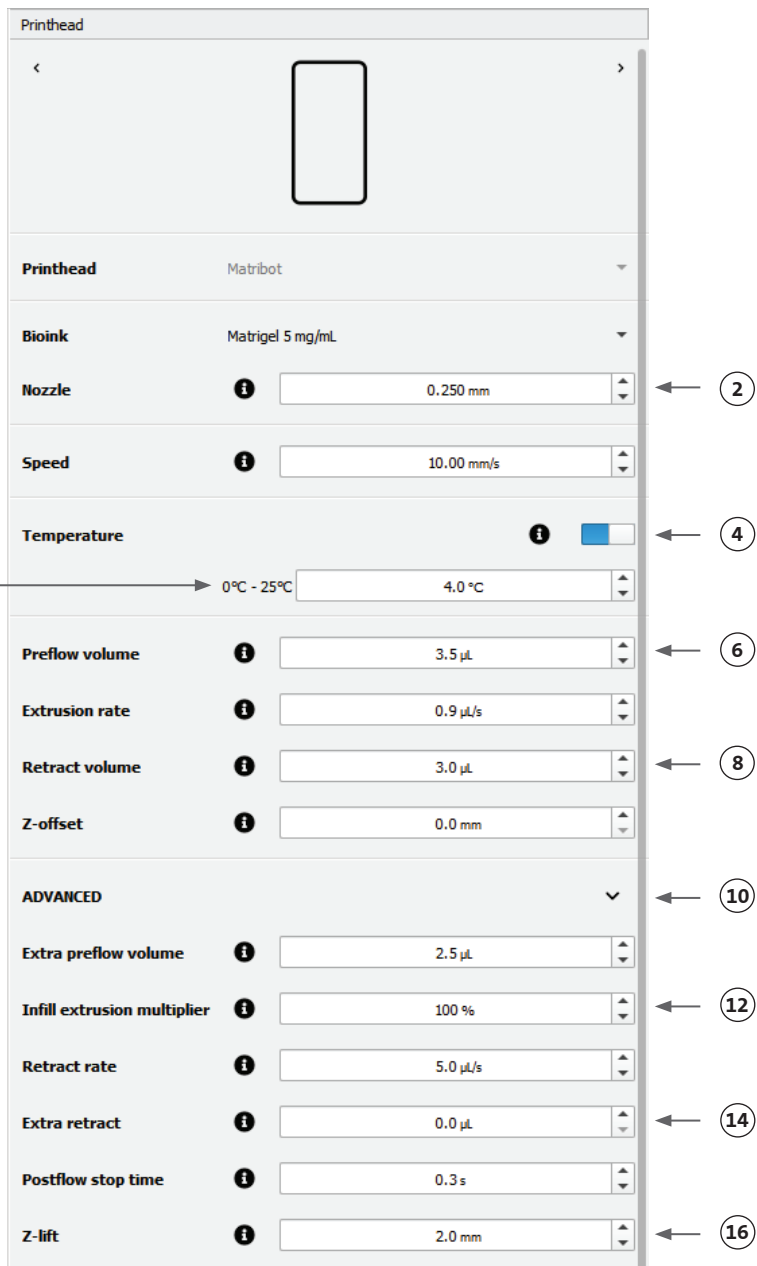 Printhead
< >
Printhead Matribot
Bioink Matrigel 5 mg/mL
Nozzle i 0.250 mm 2
Speed i 10.00 mm/s
Temperature i 4
0°C - 25°C 4.0 °C
Preflow volume i 3.5 µL 6
Extrusion rate i 0.9 µL/s
Retract volume i 3.0 µL 8
Z-offset i 0.0 mm
ADVANCED 10
Extra preflow volume i 2.5 µL
Infill extrusion multiplier i 100 % 12
Retract rate i 5.0 µL/s
Extra retract i 0.0 µL 14
Postflow stop time i 0.3 s
Z-lift i 2.0 mm 16